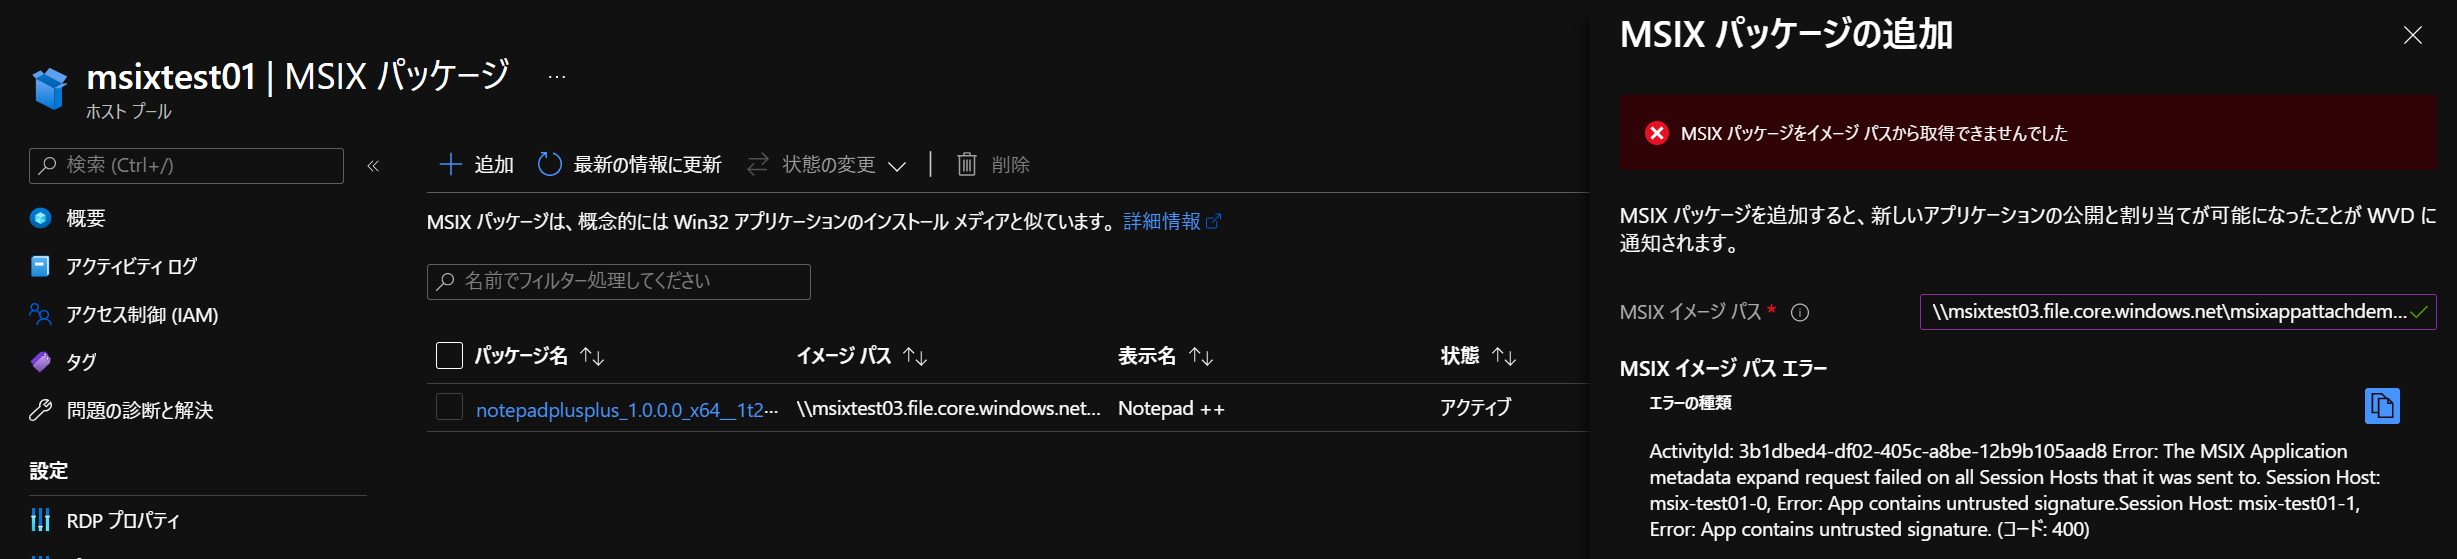 msixtest01 | MSIX パッケージ ...
ホスト プール
検索 (Ctrl+/)
«
概要
アクティビティ ログ
アクセス制御 (IAM)
タグ
問題の診断と解決
設定
RDP プロパティ
追加 最新の情報に更新 状態の変更 削除
MSIX パッケージは、概念的には Win32 アプリケーションのインストール メディアと似ています。 詳細情報
名前でフィルター処理してください
パッケージ名 ↑↓ イメージ パス ↑↓ 表示名 ↑↓ 状態 ↑↓
notepadplusplus_1.0.0.0_x64__1t2... \\msixtest03.file.core.windows.net... Notepad ++ アクティブ
MSIX パッケージの追加
MSIX パッケージをイメージ パスから取得できませんでした
MSIX パッケージを追加すると、新しいアプリケーションの公開と割り当てが可能になったことが WVD に
通知されます。
MSIX イメージ パス * \\msixtest03.file.core.windows.net\msixappattachdem...
MSIX イメージ パス エラー
エラーの種類
ActivityId: 3b1dbed4-df02-405c-a8be-12b9b105aad8 Error: The MSIX Application
metadata expand request failed on all Session Hosts that it was sent to. Session Host:
msix-test01-0, Error: App contains untrusted signature.Session Host: msix-test01-1,
Error: App contains untrusted signature. (コード: 400)